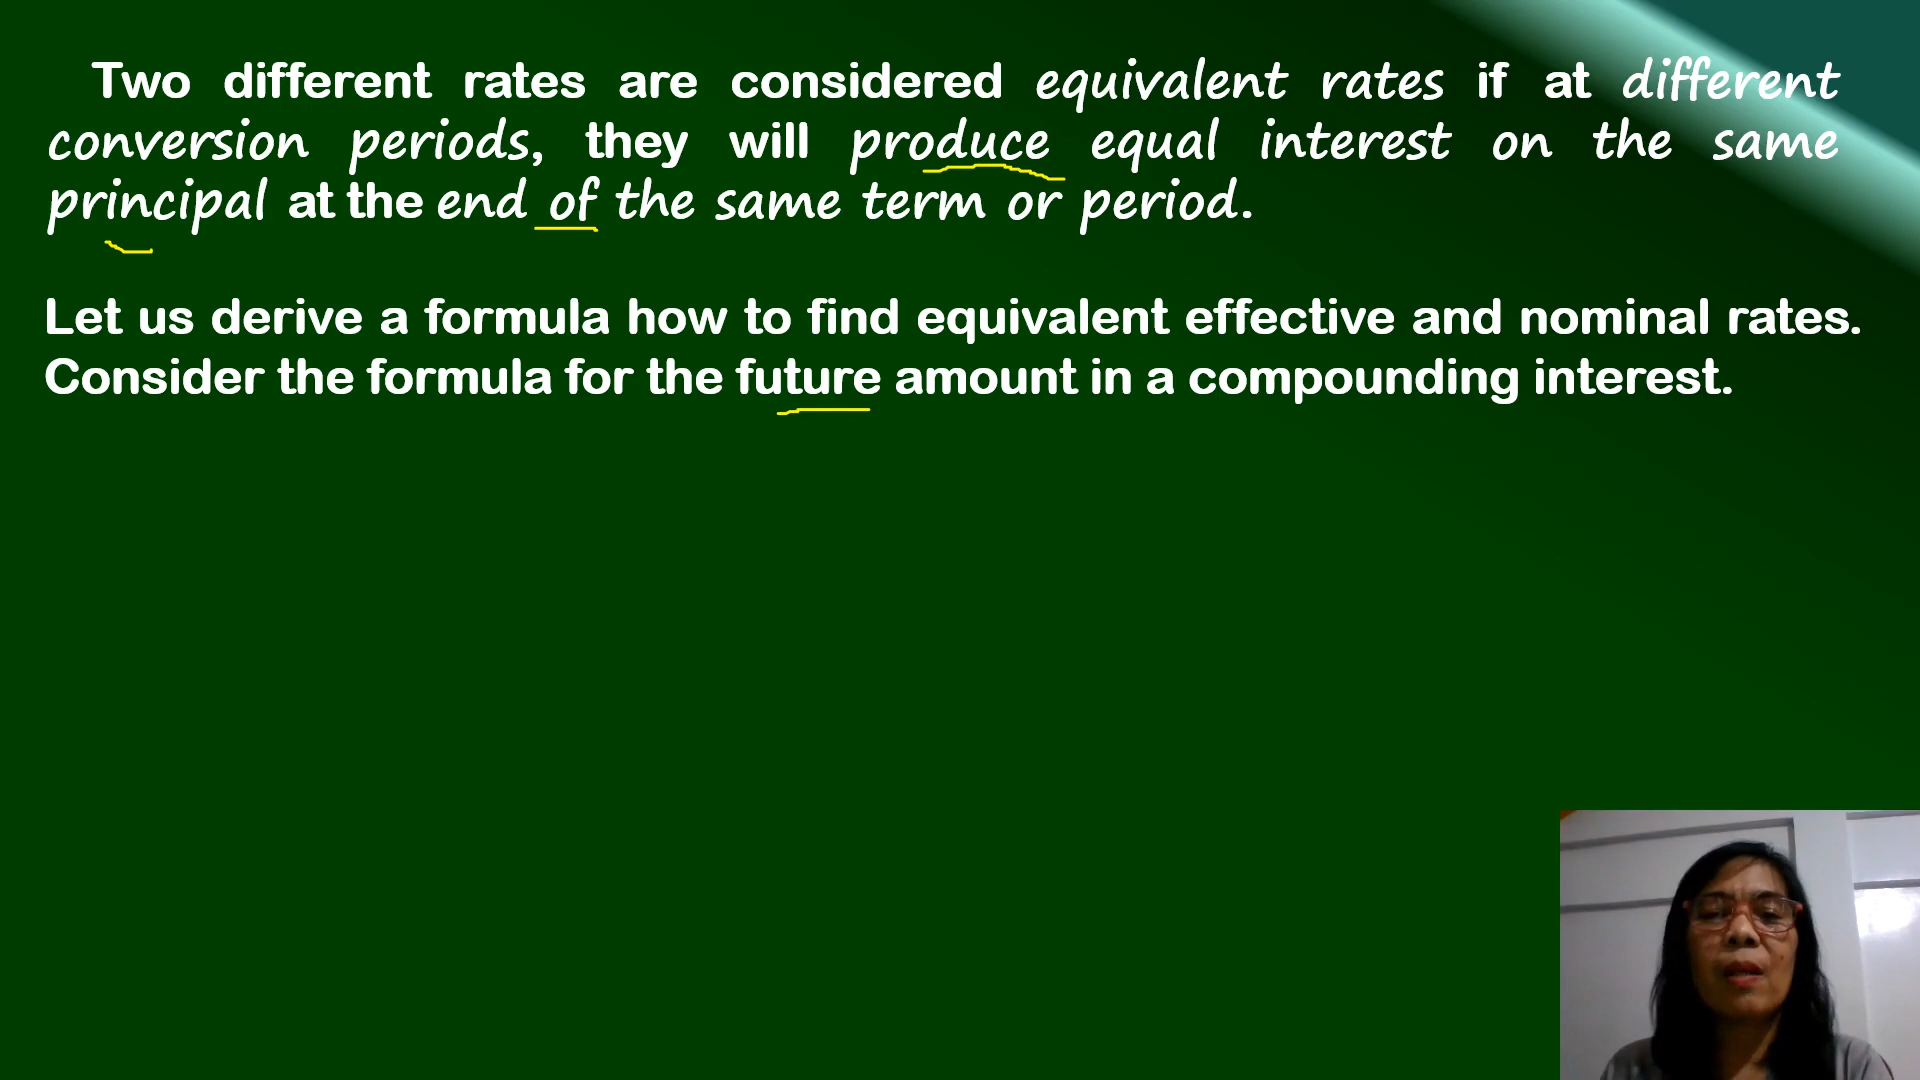 Two different rates are considered equivalent rates if at different
conversion periods, they will produce equal interest on the same
principal at the end of the same term or period.
Let us derive a formula how to find equivalent effective and nominal rates.
Consider the formula for the future amount in a compounding interest.